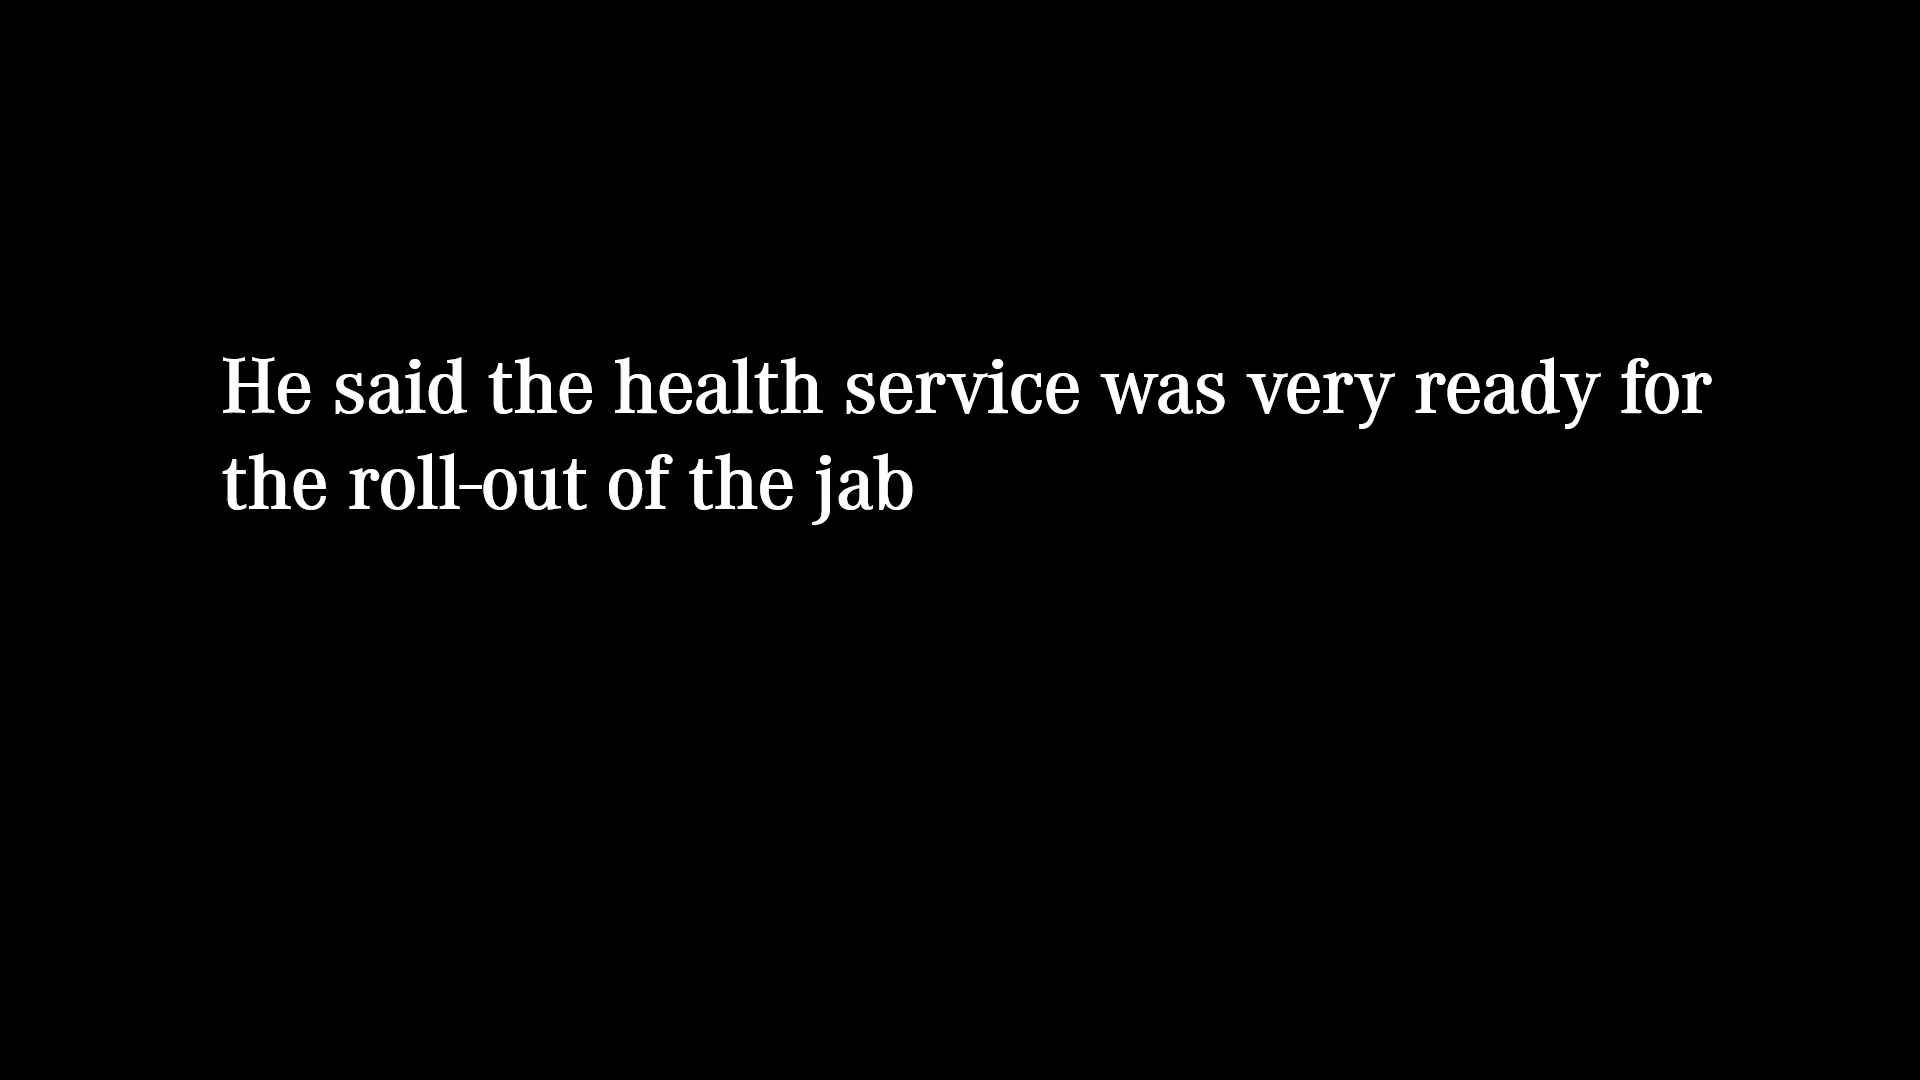 He said the health service was very ready for
the roll-out of the jab